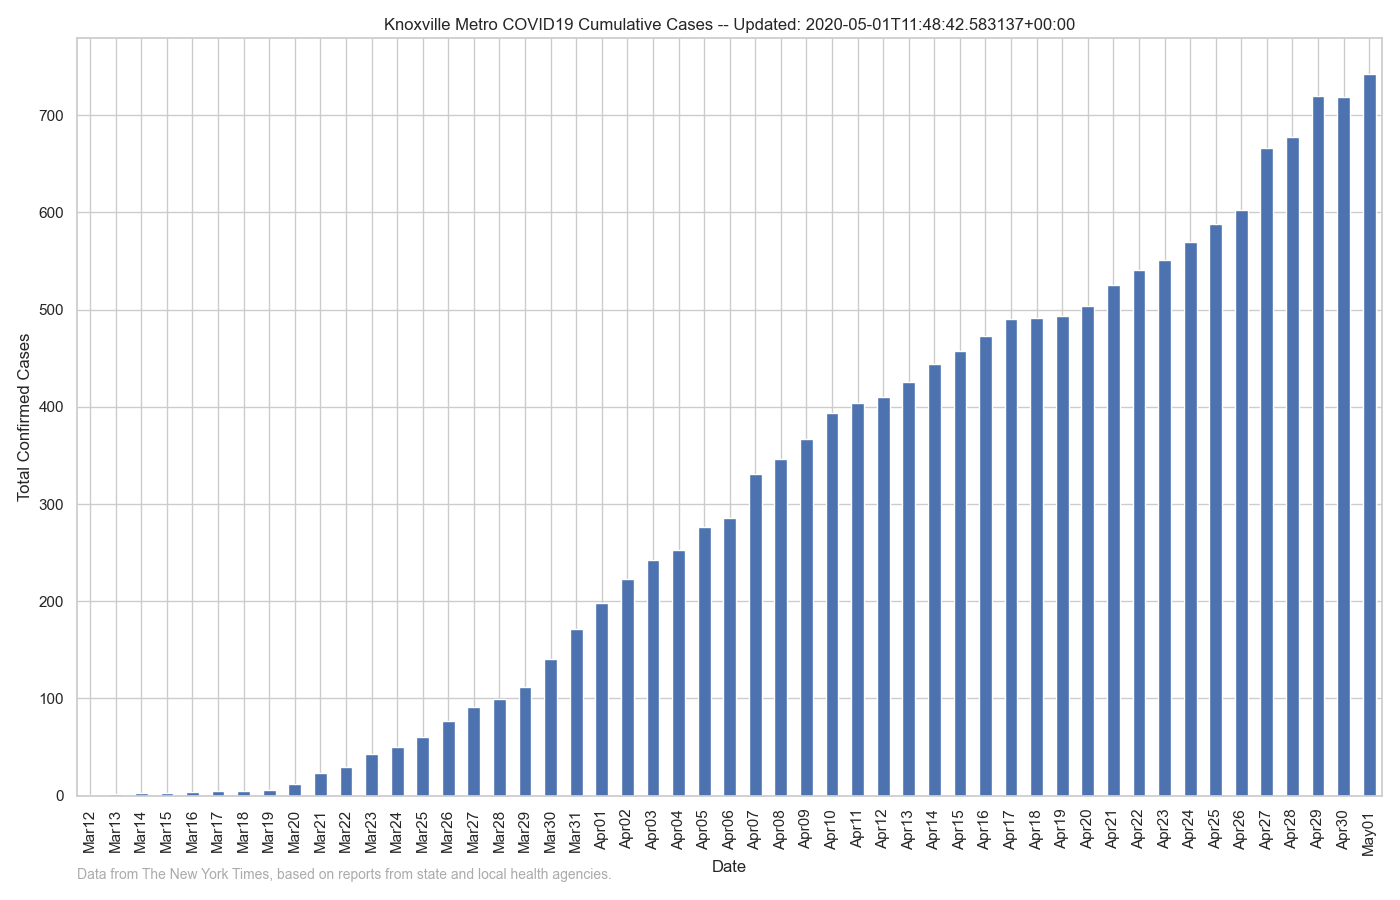 Knoxville Metro COVID19 Cumulative Cases -- Updated: 2020-05-01T11:48:42.583137+00:00
Total Confirmed Cases
700
600
500
400
300
200
100
0
Mar12 Mar13 Mar14 Mar15 Mar16 Mar17 Mar18 Mar19 Mar20 Mar21 Mar22 Mar23 Mar24 Mar25 Mar26 Mar27 Mar28 Mar29 Mar30 Mar31 Apr01 Apr02 Apr03 Apr04 Apr05 Apr06 Apr07 Apr08 Apr09 Apr10 Apr11 Apr12 Apr13 Apr14 Apr15 Apr16 Apr17 Apr18 Apr19 Apr20 Apr21 Apr22 Apr23 Apr24 Apr25 Apr26 Apr27 Apr28 Apr29 Apr30 May01
Date
Data from The New York Times, based on reports from state and local health agencies.